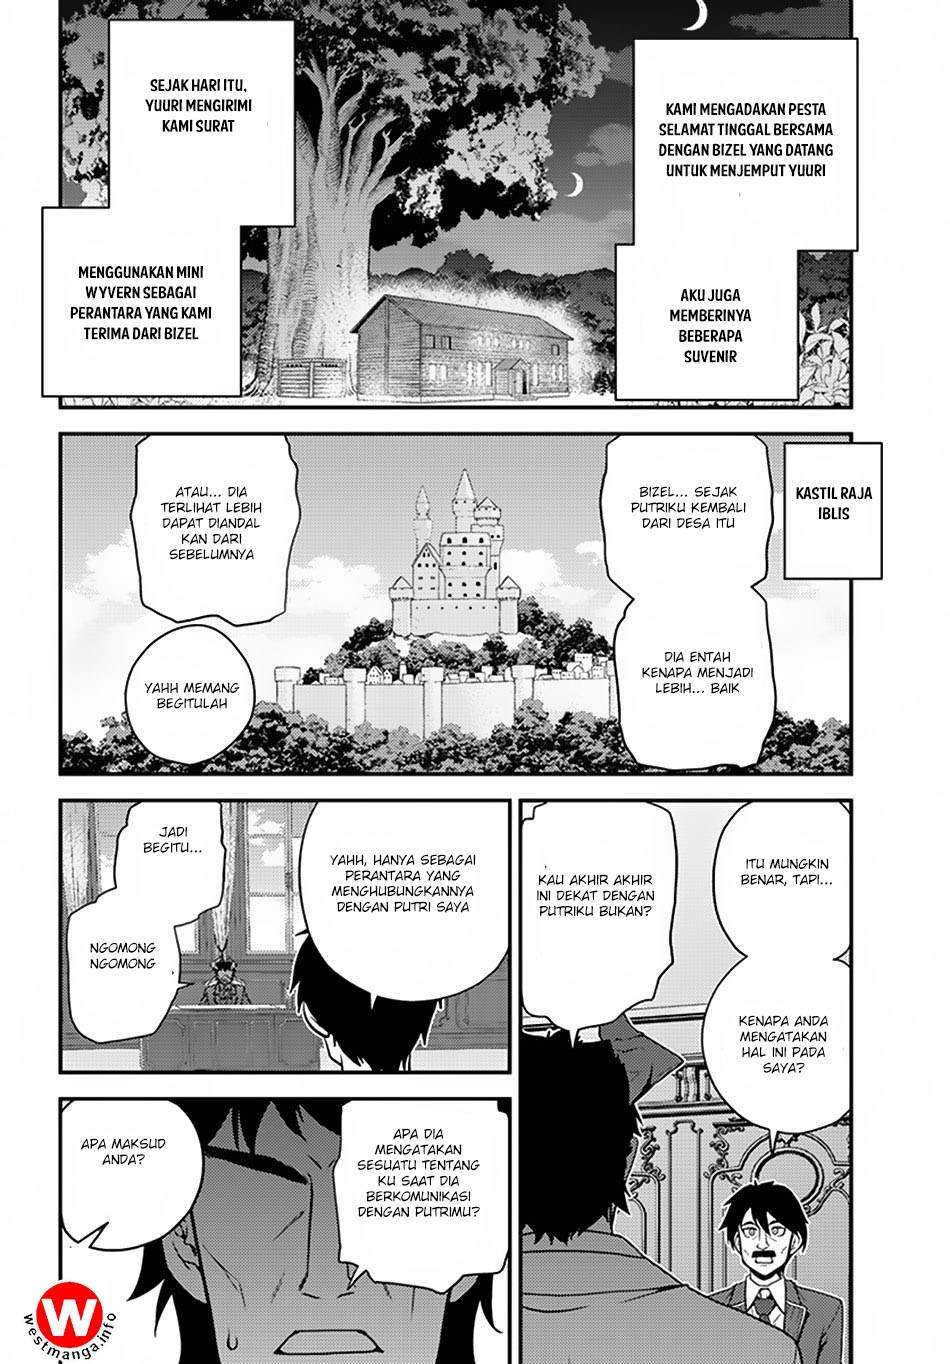 KAMI MENGADAKAN PESTA
SELAMAT TINGGAL BERSAMA
DENGAN BIZEL YANG DATANG
UNTUK MENJEMPUT YUURI
AKU JUGA
MEMBERINYA
BEBERAPA
SUVENIR
SEJAK HARI ITU,
YUURI MENGIRIMI
KAMI SURAT
MENGGUNAKAN MINI
WYVERN SEBAGAI
PERANTARA YANG KAMI
TERIMA DARI BIZEL
KASTIL RAJA
IBLIS
BIZEL... SEJAK
PUTRIKU KEMBALI
DARI DESA ITU
DIA ENTAH
KENAPA MENJADI
LEBIH... BAIK
ATAU... DIA
TERLIHAT LEBIH
DAPAT DIANDAL
KAN DARI
SEBELUMNYA
YAHH MEMANG
BEGITULAH
ITU MUNGKIN
BENAR, TAPI...
KENAPA ANDA
MENGATAKAN
HAL INI PADA
SAYA?
KAU AKHIR AKHIR
INI DEKAT DENGAN
PUTRIKU BUKAN?
YAHH, HANYA SEBAGAI
PERANTARA YANG
MENGHUBUNGKANNYA
DENGAN PUTRI SAYA
JADI
BEGITU...
NGOMONG
NGOMONG
APA DIA
MENGATAKAN
SESUATU TENTANG
KU SAAT DIA
BERKOMUNIKASI
DENGAN PUTRIMU?
APA MAKSUD
ANDA?
W
westmanga.info